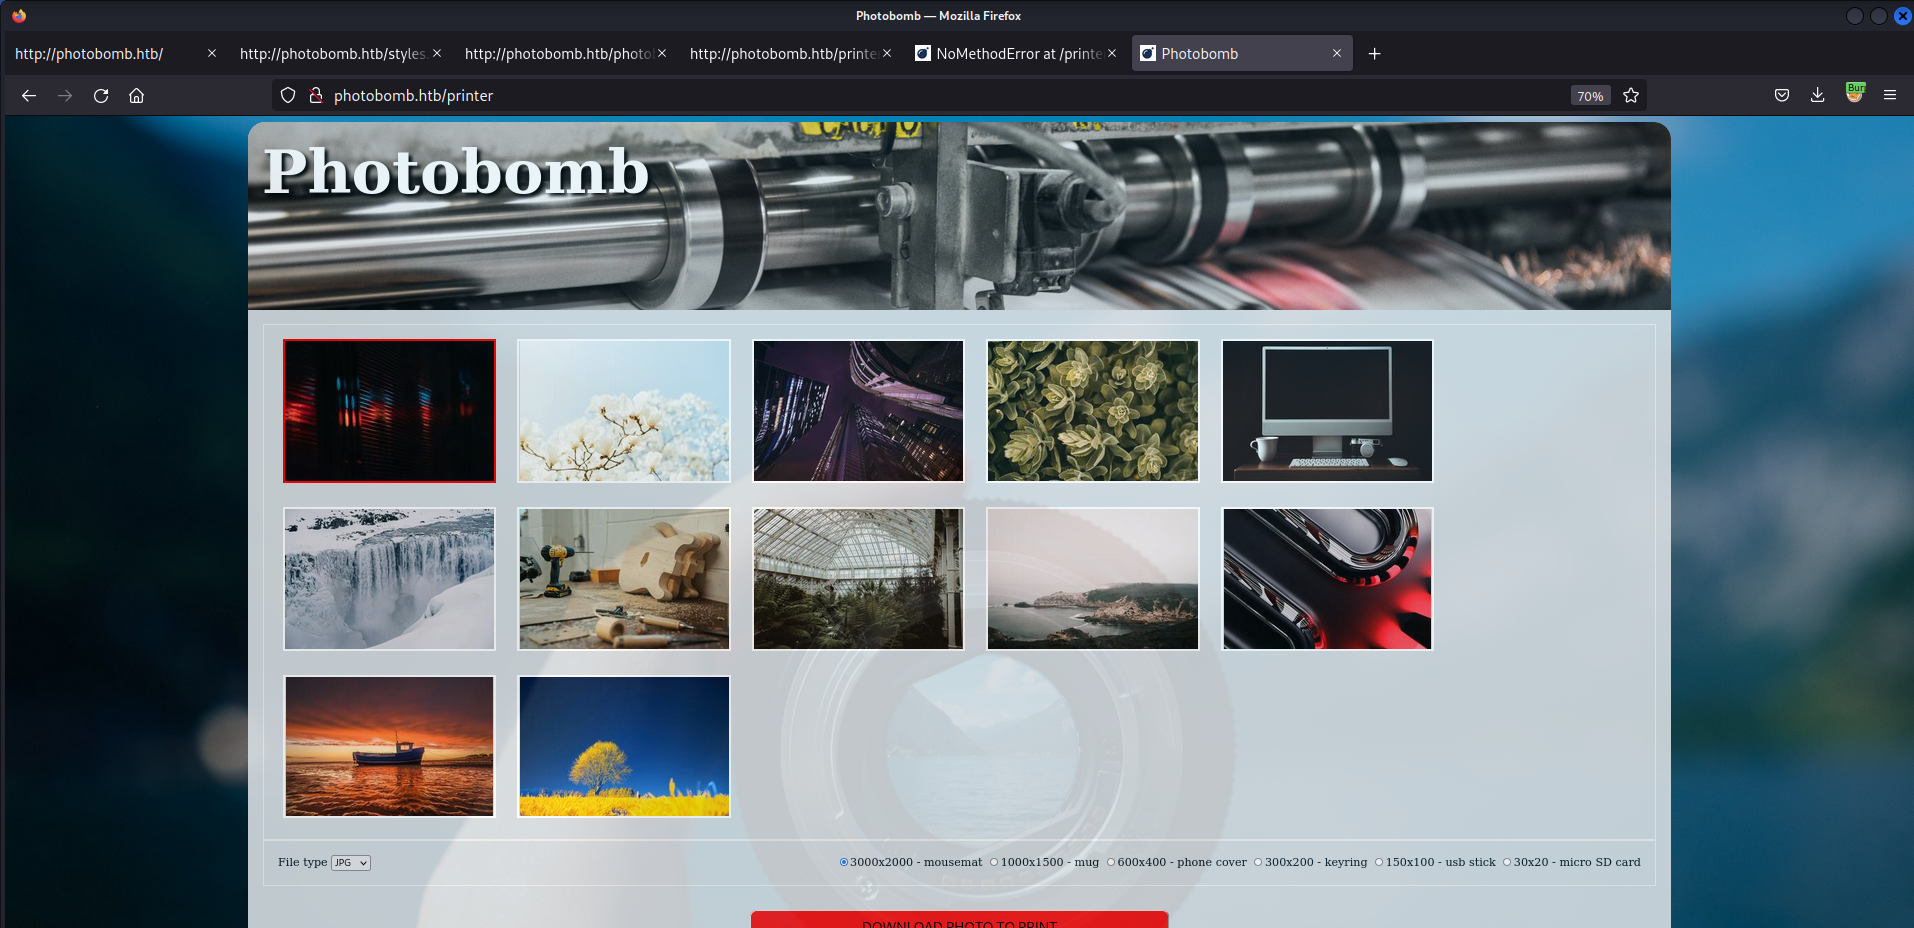 Photobomb — Mozilla Firefox
http://photobomb.htb/
http://photobomb.htb/styles.
http://photobomb.htb/photo
http://photobomb.htb/printe
NoMethodError at /printe
Photobomb
photobomb.htb/printer
70%
Bur
Photobomb
File type JPG
3000x2000 - mousemat 1000x1500 - mug 600x400 - phone cover 300x200 - keyring 150x100 - usb stick 30x20 - micro SD card
DOWNLOAD PHOTO TO PRINT